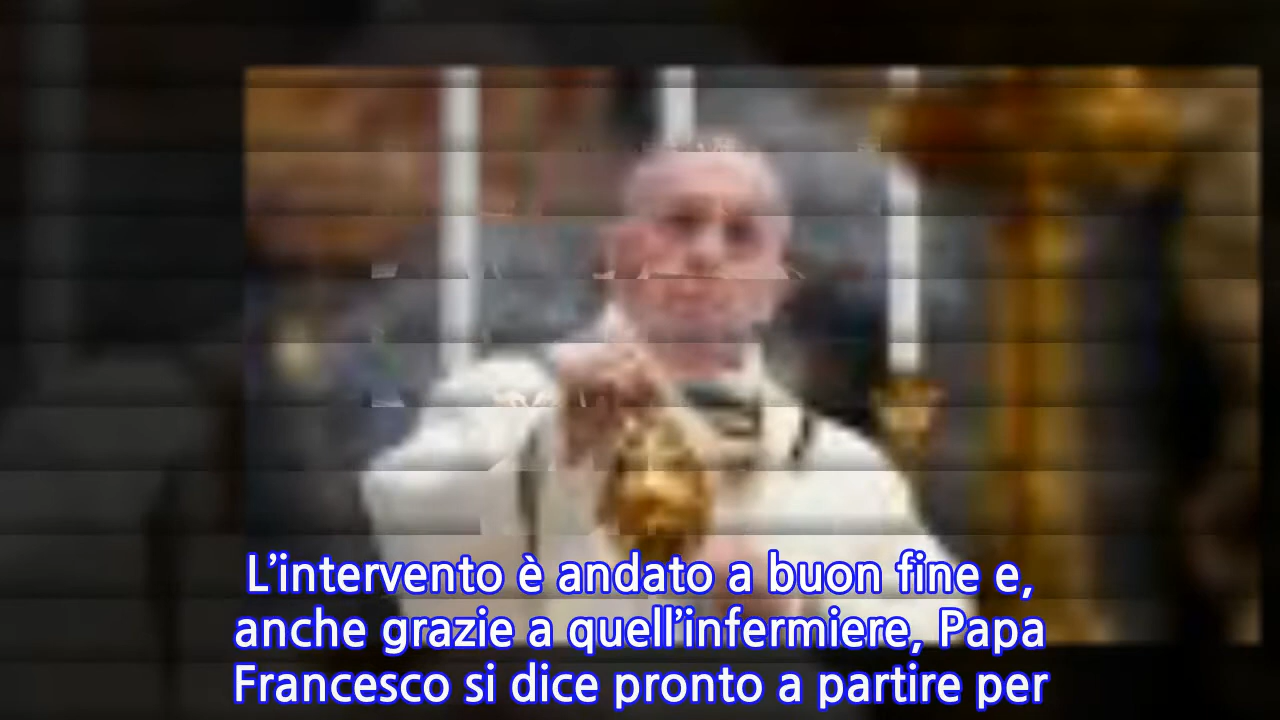 L’intervento è andato a buon fine e,
anche grazie a quell’infermiere, Papa
Francesco si dice pronto a partire per